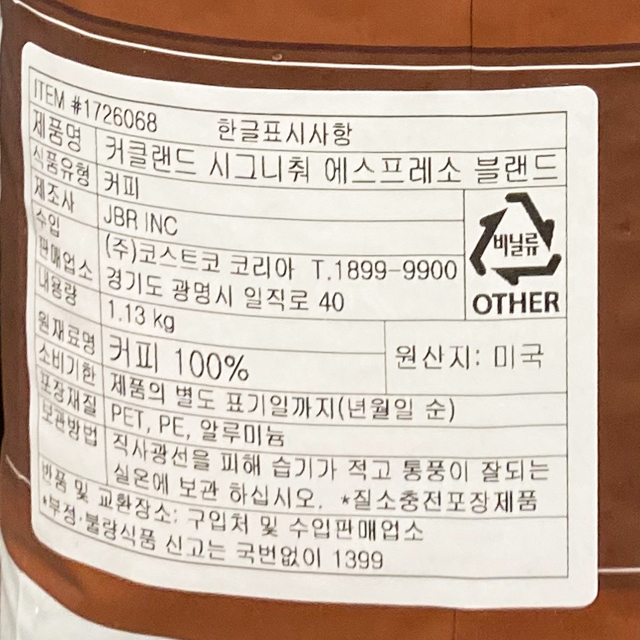 ITEM #1726068 한글표시사항
제품명 커클랜드 시그니춰 에스프레소 블랜드
식품유형 커피
제조사 JBR INC
수입 (주)코스트코 코리아 T.1899-9900
판매업소 경기도 광명시 일직로 40
내용량 1.13 kg
비닐류
OTHER
원재료명 커피 100% 원산지: 미국
소비기한 제품의 별도 표기일까지(년월일 순)
포장재질 PET, PE, 알루미늄
보관방법 직사광선을 피해 습기가 적고 통풍이 잘되는
실온에 보관 하십시오. *질소충전포장제품
반품 및 교환장소: 구입처 및 수입판매업소
*부정·불량식품 신고는 국번없이 1399